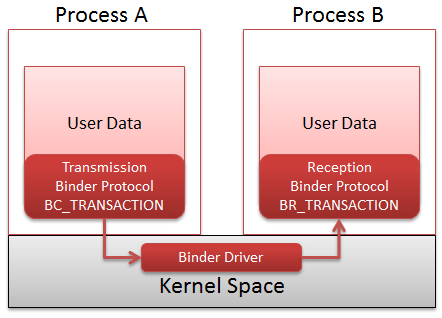 Process A
Process B
User Data
User Data
Transmission
Binder Protocol
BC_TRANSACTION
Reception
Binder Protocol
BR_TRANSACTION
Binder Driver
Kernel Space